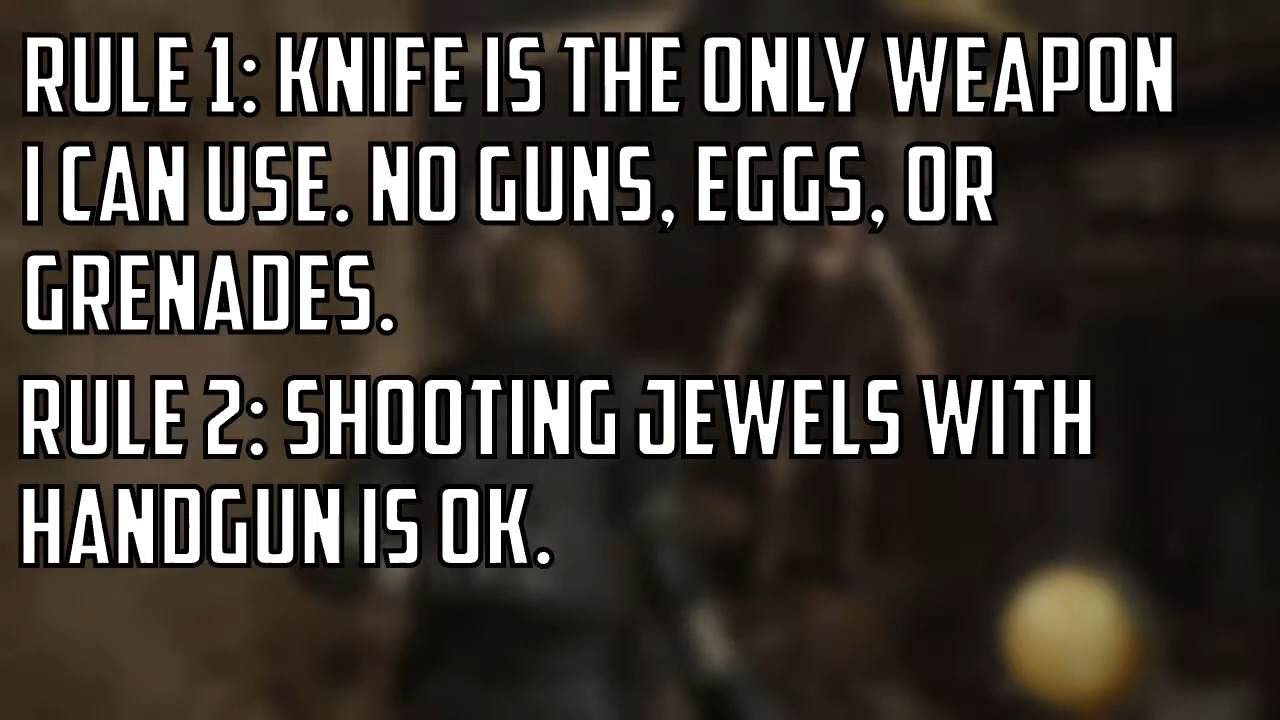 RULE 1: KNIFE IS THE ONLY WEAPON
I CAN USE. NO GUNS, EGGS, OR
GRENADES.
RULE 2: SHOOTING JEWELS WITH
HANDGUN IS OK.